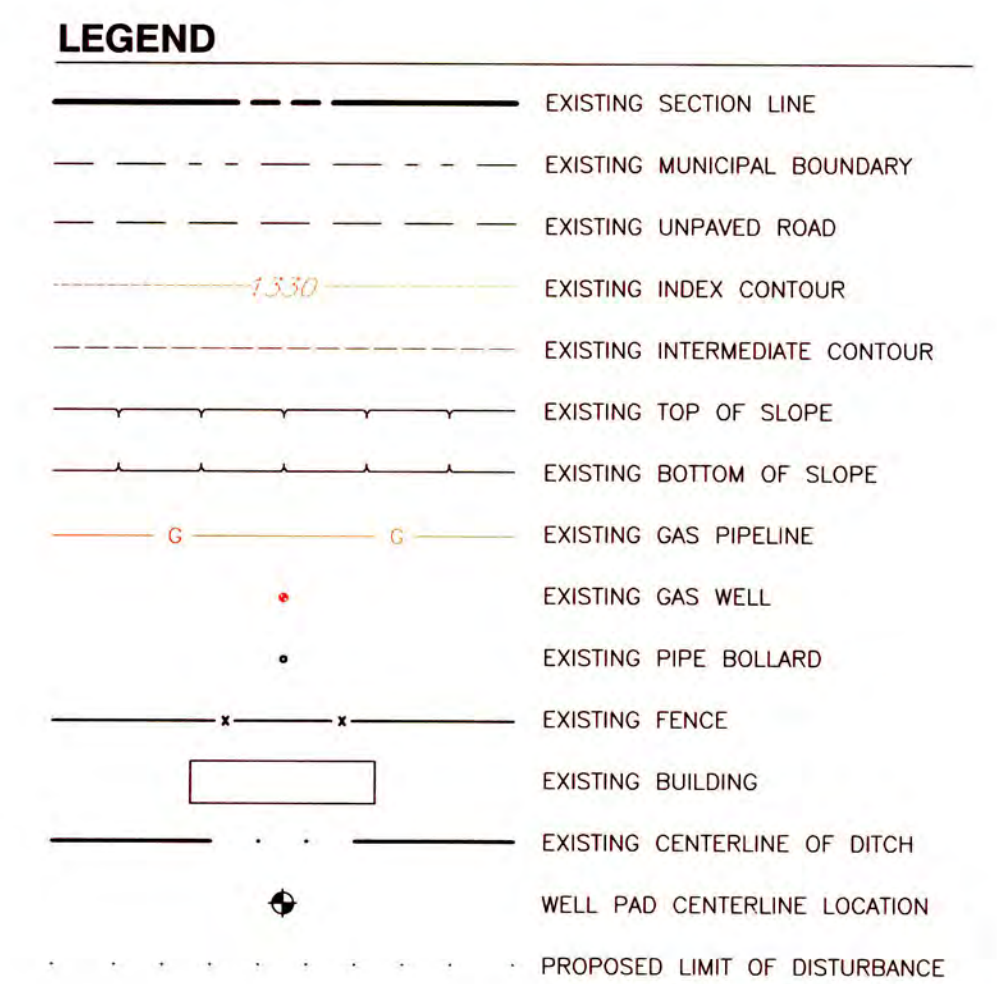 LEGEND
EXISTING SECTION LINE
EXISTING MUNICIPAL BOUNDARY
EXISTING UNPAVED ROAD
1330 EXISTING INDEX CONTOUR
EXISTING INTERMEDIATE CONTOUR
EXISTING TOP OF SLOPE
EXISTING BOTTOM OF SLOPE
G G EXISTING GAS PIPELINE
EXISTING GAS WELL
EXISTING PIPE BOLLARD
x x EXISTING FENCE
EXISTING BUILDING
EXISTING CENTERLINE OF DITCH
WELL PAD CENTERLINE LOCATION
PROPOSED LIMIT OF DISTURBANCE